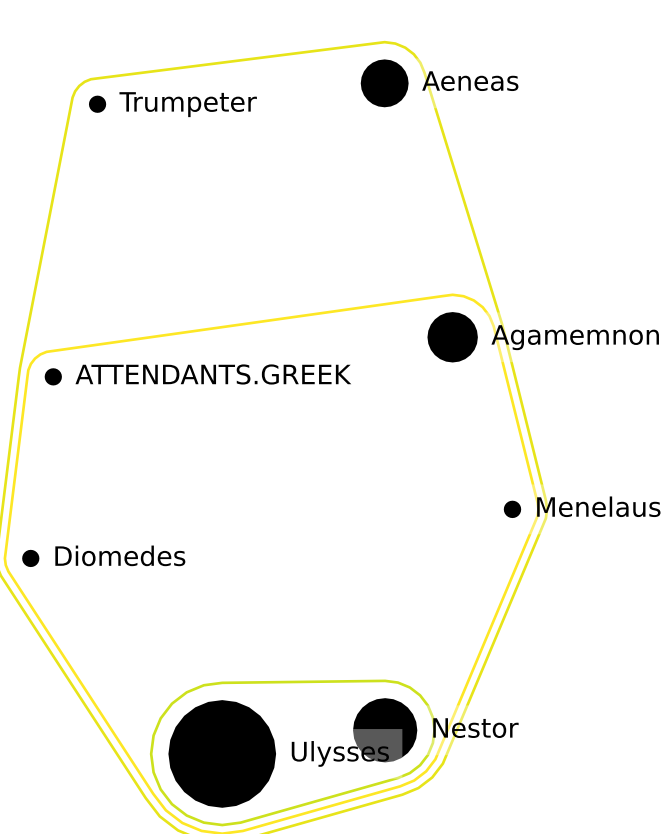 Aeneas
Trumpeter
Agamemnon
ATTENDANTS.GREEK
Menelaus
Diomedes
Nestor
Ulysses